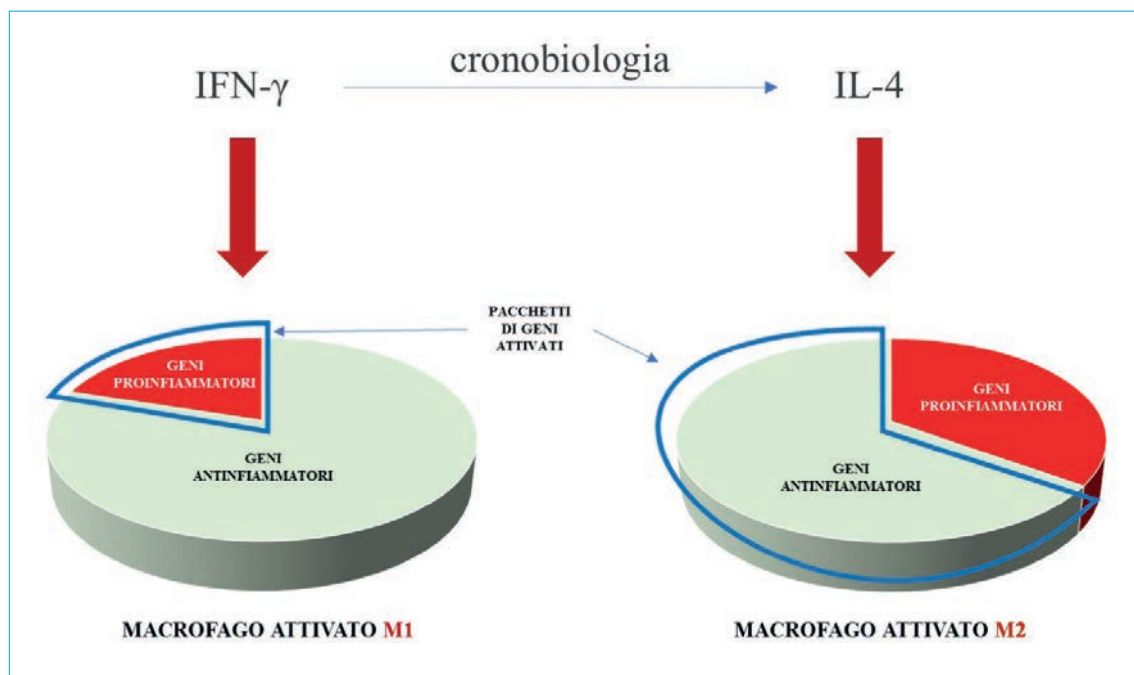 cronobiologia
IFN-γ
IL-4
PACCHETTI
DI GENI
ATTIVATI
GENI
PROINFIAMMATORI
GENI
ANTINFIAMMATORI
GENI
PROINFIAMMATORI
GENI
ANTINFIAMMATORI
MACROFAGO ATTIVATO M1
MACROFAGO ATTIVATO M2